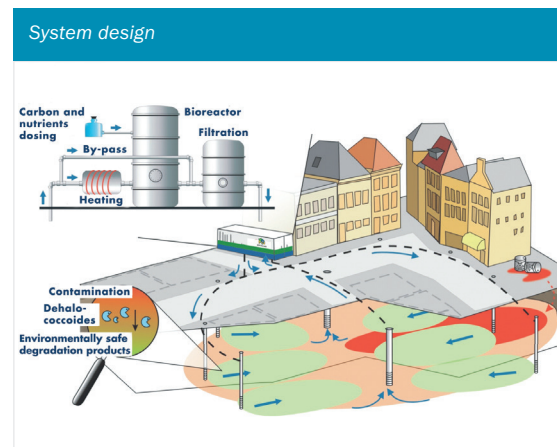 System design
Carbon and
nutrients
dosing
Bioreactor
Filtration
By-pass
Heating
Contamination
Dehalo-
coccoides
Environmentally safe
degradation products